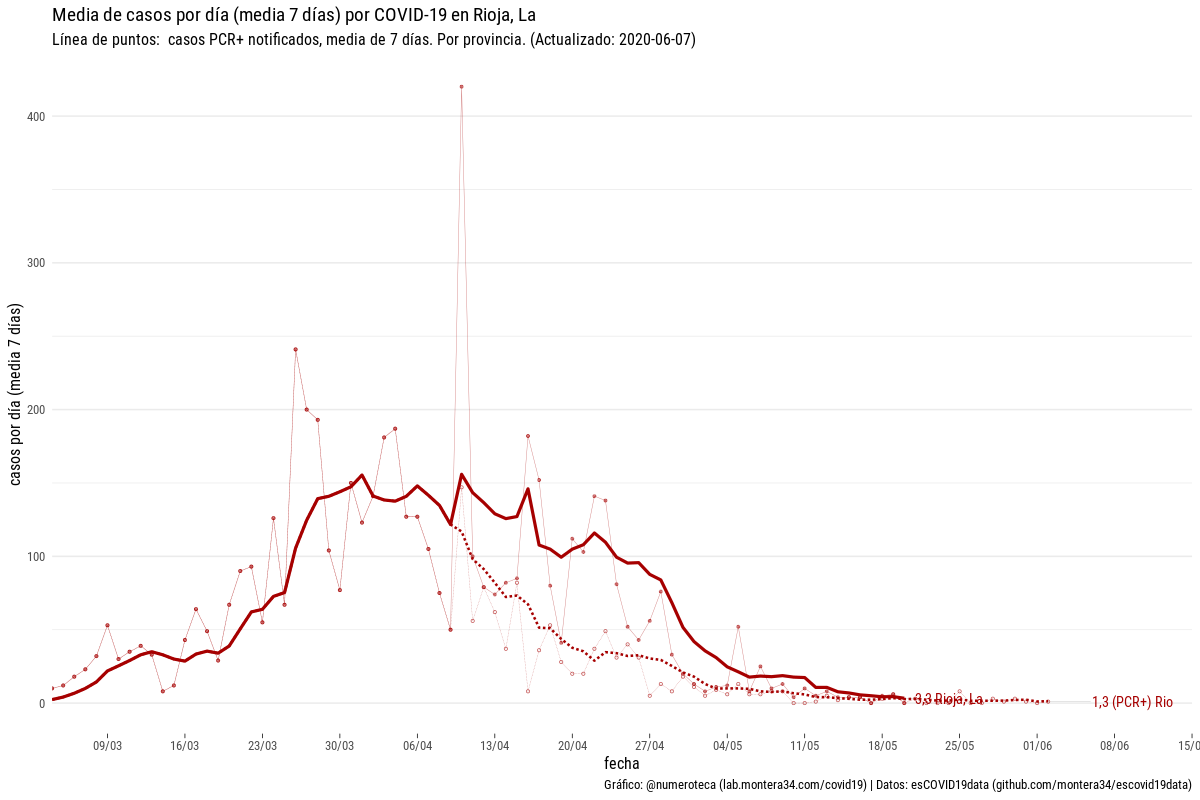 Media de casos por día (media 7 días) por COVID-19 en Rioja, La
Línea de puntos:  casos PCR+ notificados, media de 7 días. Por provincia. (Actualizado: 2020-06-07)
casos por día (media 7 días)
400
300
200
100
0
3,3 Rioja, La
1,3 (PCR+) Rio
09/03
16/03
23/03
30/03
06/04
13/04
20/04
27/04
04/05
11/05
18/05
25/05
01/06
08/06
15/0
fecha
Gráfico: @numeroteca (lab.montera34.com/covid19) | Datos: esCOVID19data (github.com/montera34/escovid19data)